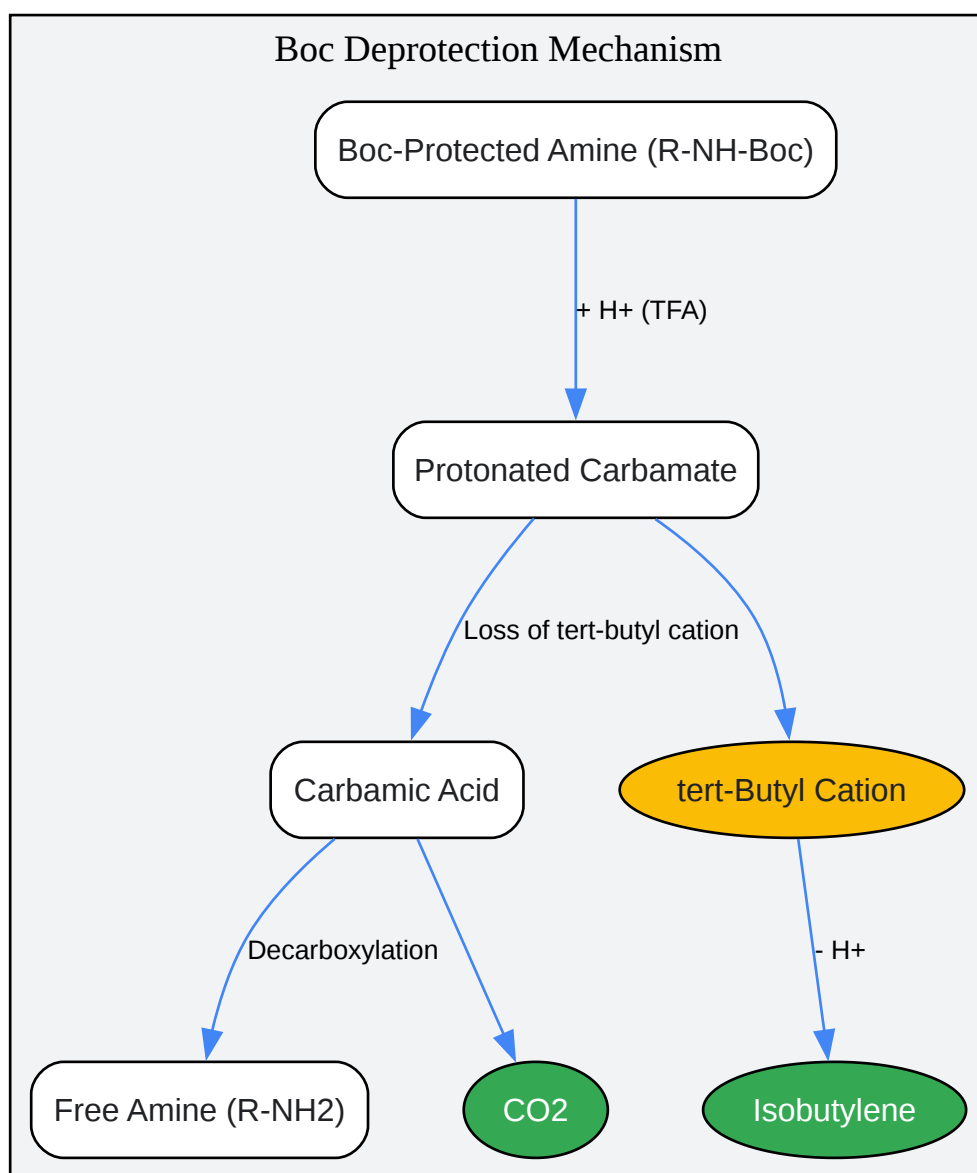 Boc Deprotection Mechanism
Boc-Protected Amine (R-NH-Boc)
+ H+ (TFA)
Protonated Carbamate
Loss of tert-butyl cation
Carbamic Acid
tert-Butyl Cation
Decarboxylation
- H+
Free Amine (R-NH2)
CO2
Isobutylene